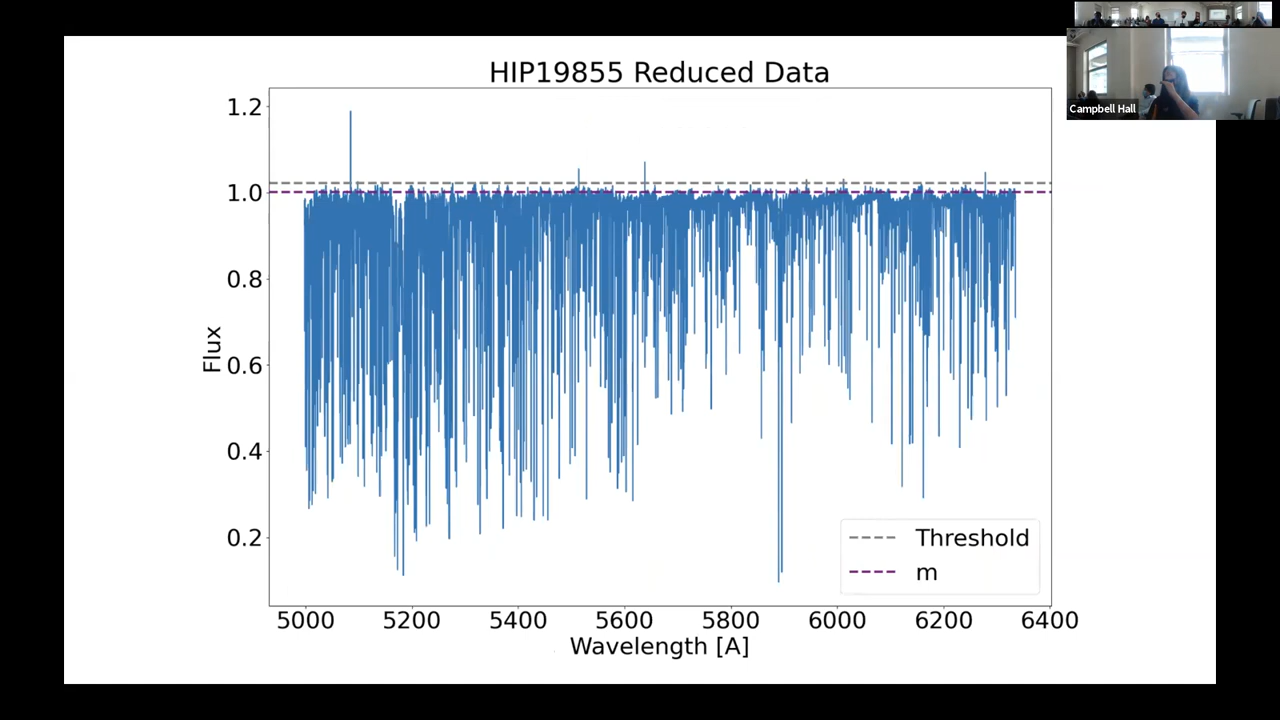 HIP19855 Reduced Data
Campbell Hall
1.2
1.0
0.8
0.6
0.4
0.2
Flux
Threshold
m
5000 5200 5400 5600 5800 6000 6200 6400
Wavelength [A]